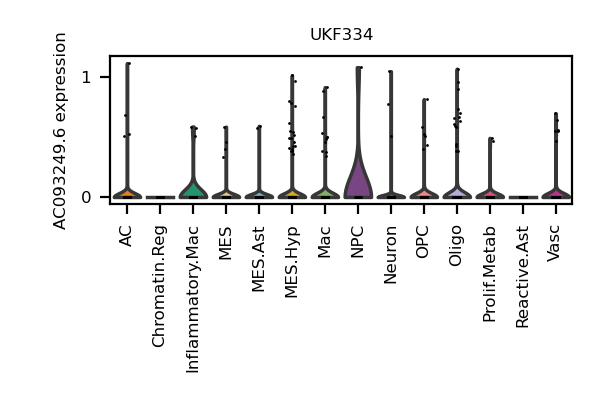 UKF334
AC093249.6 expression
1
0
AC
Chromatin.Reg
Inflammatory.Mac
MES
MES.Ast
MES.Hyp
Mac
NPC
Neuron
OPC
Oligo
Prolif.Metab
Reactive.Ast
Vasc